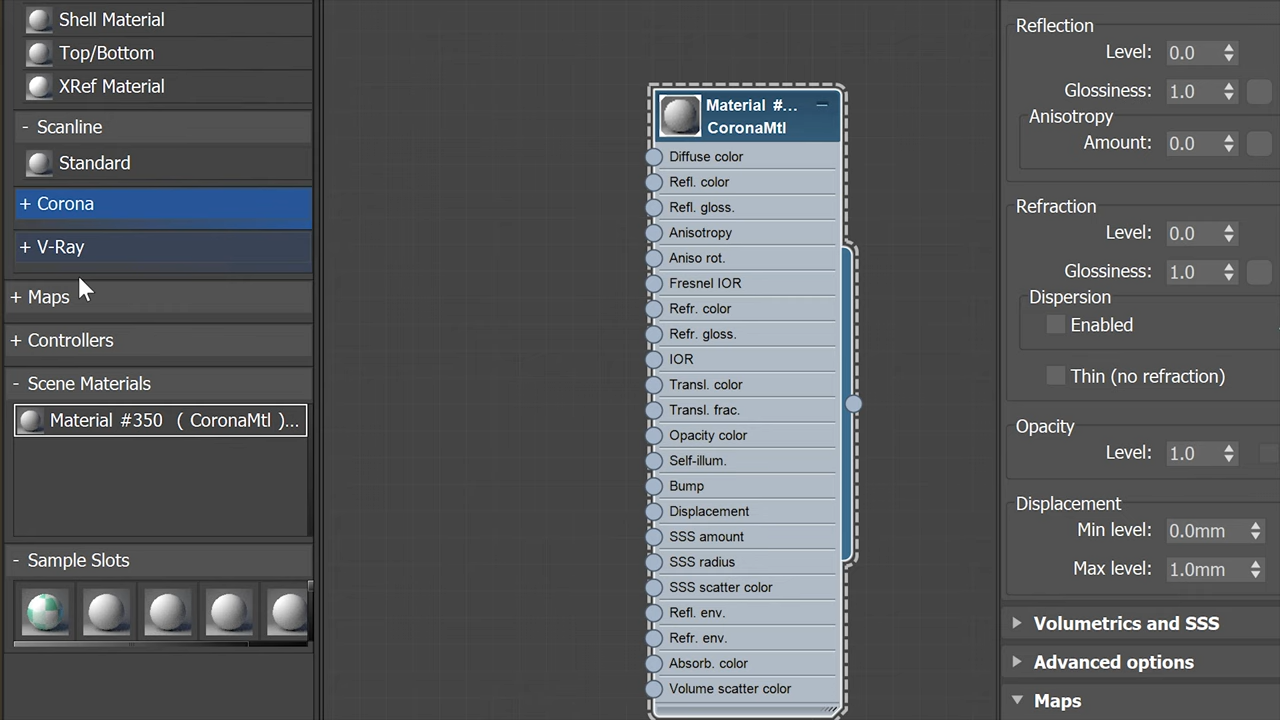 Shell Material
Top/Bottom
XRef Material
- Scanline
Standard
+ Corona
+ V-Ray
+ Maps
+ Controllers
- Scene Materials
Material #350 ( CoronaMtl )...
- Sample Slots
Material #...
CoronaMtl
Diffuse color
Refl. color
Refl. gloss.
Anisotropy
Aniso rot.
Fresnel IOR
Refr. color
Refr. gloss.
IOR
Transl. color
Transl. frac.
Opacity color
Self-illum.
Bump
Displacement
SSS amount
SSS radius
SSS scatter color
Refl. env.
Refr. env.
Absorb. color
Volume scatter color
Reflection
Level: 0.0
Glossiness: 1.0
Anisotropy
Amount: 0.0
Refraction
Level: 0.0
Glossiness: 1.0
Dispersion
Enabled
Thin (no refraction)
Opacity
Level: 1.0
Displacement
Min level: 0.0mm
Max level: 1.0mm
Volumetrics and SSS
Advanced options
Maps